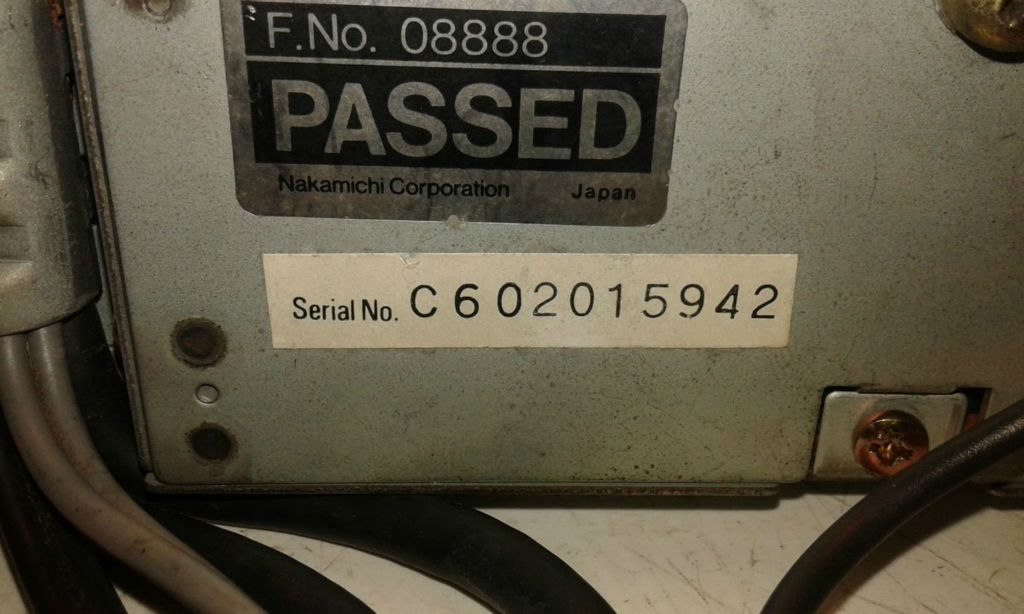 F.No. 08888
PASSED
Nakamichi Corporation Japan
Serial No. C602015942